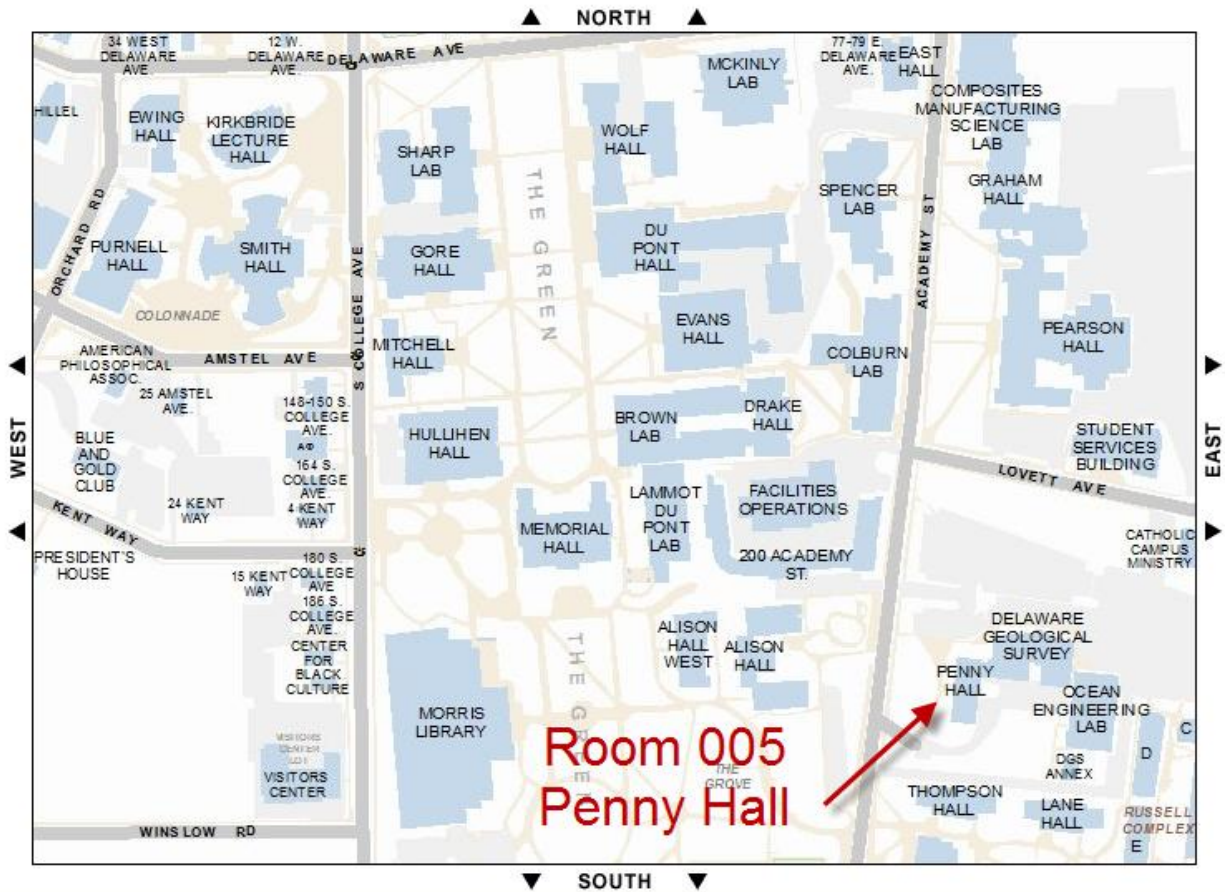 ▲ NORTH ▲
34 WEST
DELAWARE
AVE.
12 W.
DELAWARE
AVE.
DELAWARE AVE
77-79 E.
DELAWARE
AVE.
EAST
HALL
MCKINLY
LAB
COMPOSITES
MANUFACTURING
SCIENCE
LAB
HILLEL
EWING
HALL
KIRKBRIDE
LECTURE
HALL
SHARP
LAB
WOLF
HALL
THE GREEN
SPENCER
LAB
GRAHAM
HALL
ORCHARD RD
PURNELL
HALL
SMITH
HALL
S COLLEGE AVE
GORE
HALL
DU
PONT
HALL
ACADEMY ST
COLONNADE
EVANS
HALL
PEARSON
HALL
AMERICAN
PHILOSOPHICAL
ASSOC.
AMSTEL AVE
MITCHELL
HALL
COLBURN
LAB
25 AMSTEL
AVE.
148-150 S.
COLLEGE
AVE.
ΑΦ
164 S.
COLLEGE
AVE.
4 KENT
WAY
HULLIHEN
HALL
BROWN
LAB
DRAKE
HALL
WEST
EAST
BLUE
AND
GOLD
CLUB
24 KENT
WAY
STUDENT
SERVICES
BUILDING
LOVETT AVE
KENT WAY
MEMORIAL
HALL
LAMMOT
DU
PONT
LAB
FACILITIES
OPERATIONS
200 ACADEMY
ST.
CATHOLIC
CAMPUS
MINISTRY
PRESIDENT'S
HOUSE
15 KENT
WAY
180 S.
COLLEGE
AVE
186 S.
COLLEGE
AVE.
CENTER
FOR
BLACK
CULTURE
ALISON
HALL
WEST
ALISON
HALL
DELAWARE
GEOLOGICAL
SURVEY
PENNY
HALL
OCEAN
ENGINEERING
LAB
MORRIS
LIBRARY
THE GREEN
VISITORS
CENTER
LOT
VISITORS
CENTER
Room 005
Penny Hall
THE
GROVE
DGS
ANNEX
C
D
THOMPSON
HALL
LANE
HALL
RUSSELL
COMPLEX
E
WINSLOW RD
▼ SOUTH ▼